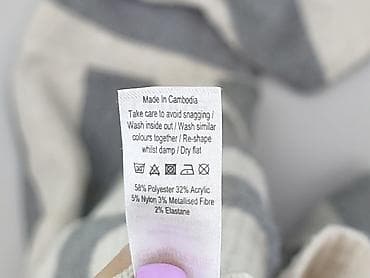 Made In Cambodia
Take care to avoid snagging /
Wash inside out / Wash similar
colours together / Re-shape
whilst damp / Dry flat
58% Polyester 32% Acrylic
5% Nylon 3% Metallised Fibre
2% Elastane